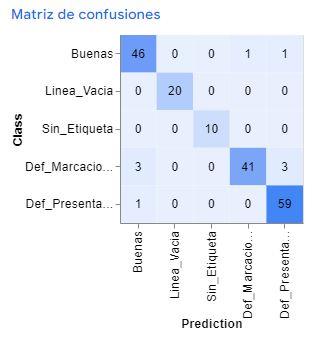 Matriz de confusiones
Class
Buenas 46 0 0 1 1
Linea_Vacia 0 20 0 0 0
Sin_Etiqueta 0 0 10 0 0
Def_Marcacio... 3 0 0 41 3
Def_Presenta... 1 0 0 0 59
Buenas
Linea_Vacia
Sin_Etiqueta
Def_Marcacio...
Def_Presenta...
Prediction